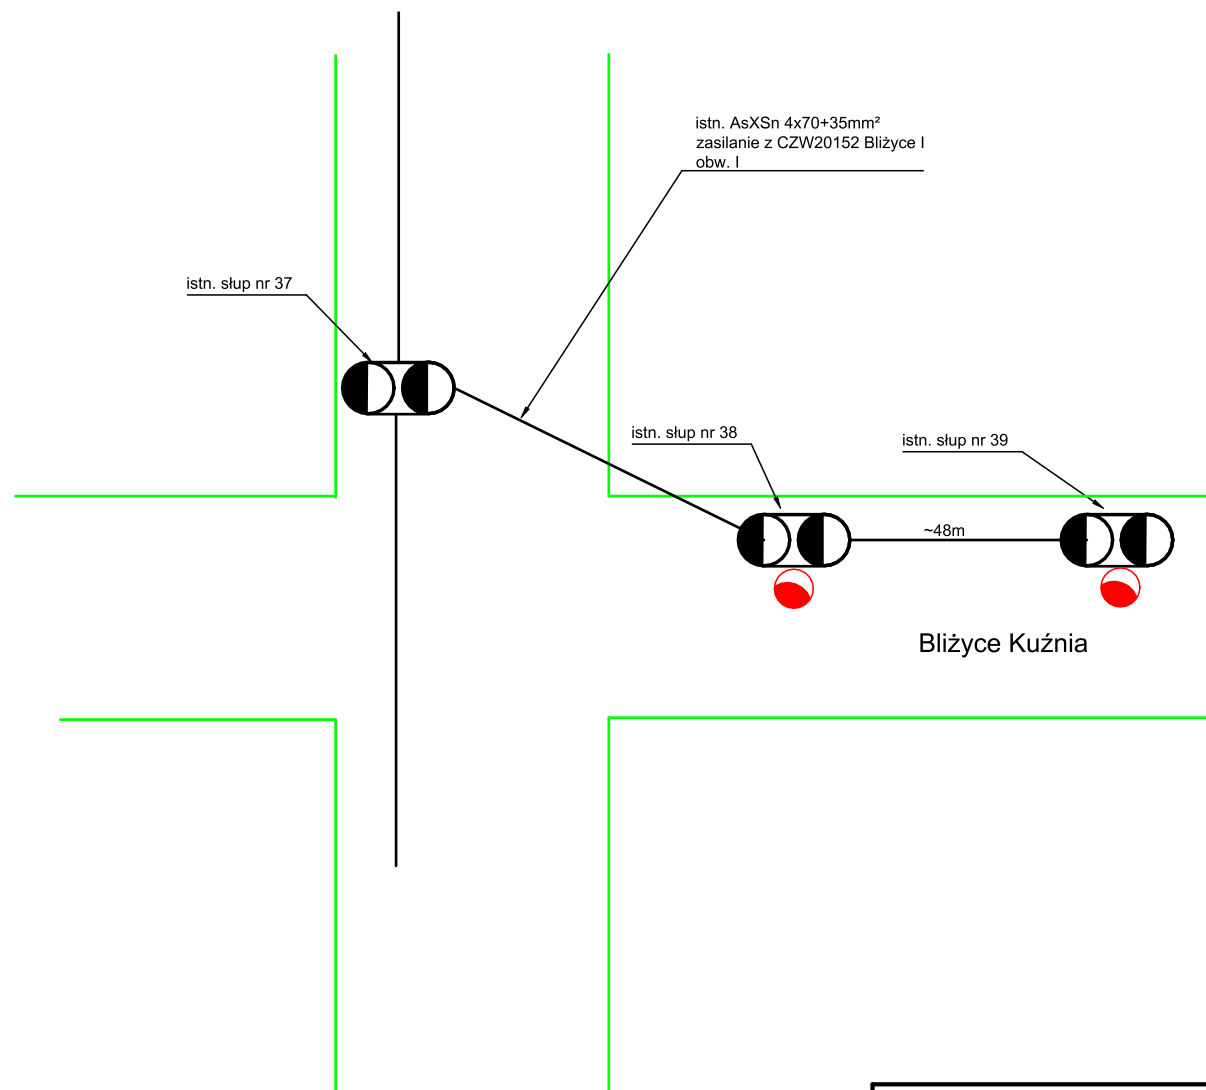 istn. AsXSn 4x70+35mm²
zasilanie z CZW20152 Bliżyce I
obw. I
istn. słup nr 37
istn. słup nr 38
istn. słup nr 39
~48m
Bliżyce Kuźnia